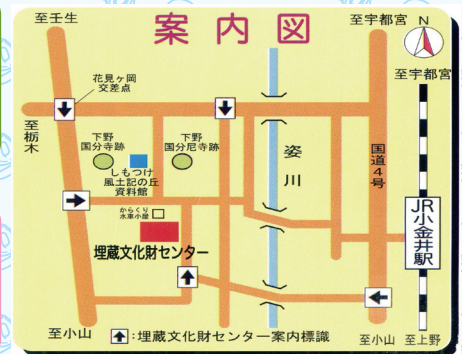 案内図
至壬生
至宇都宮
N
至宇都宮
花見ヶ岡
交差点
至栃木
下野
国分寺跡
下野
国分尼寺跡
しもつけ
風土記の丘
資料館
姿川
国道4号
JR小金井駅
からくり
水車小屋
埋蔵文化財センター
至小山
:埋蔵文化財センター案内標識
至小山
至上野